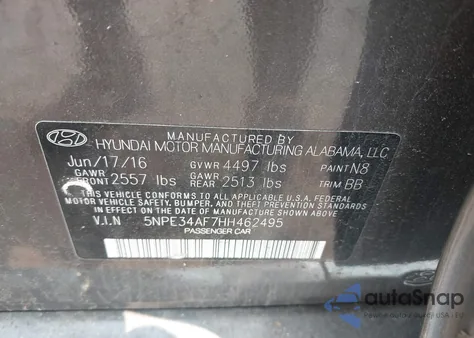 MANUFACTURED BY
HYUNDAI MOTOR MANUFACTURING ALABAMA, LLC
Jun/17/16 GVWR 4497 lbs PAINT N8
GAWR FRONT 2557 lbs GAWR REAR 2513 lbs TRIM BB
THIS VEHICLE CONFORMS TO ALL APPLICABLE U.S.A. FEDERAL
MOTOR VEHICLE SAFETY, BUMPER, AND THEFT PREVENTION
STANDARDS IN EFFECT ON THE DATE OF MANUFACTURE SHOWN ABOVE.
V.I.N 5NPE34AF7HH462495
PASSENGER CAR
autoSnap